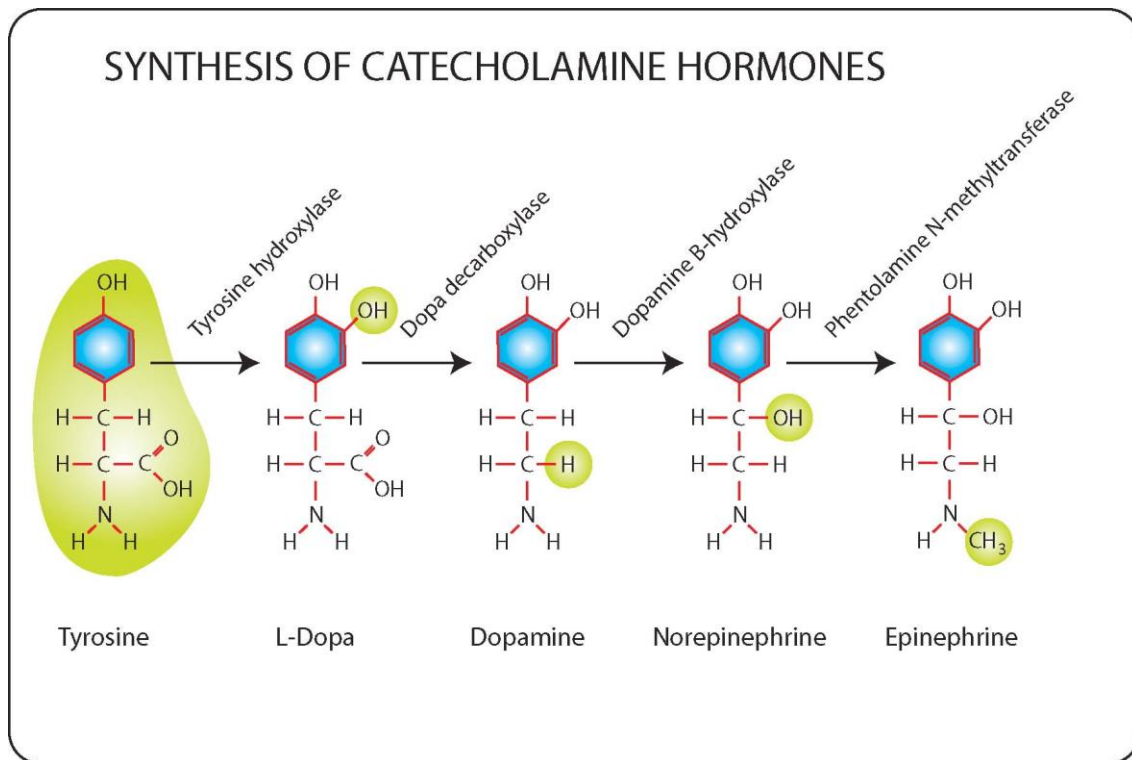 SYNTHESIS OF CATECHOLAMINE HORMONES
Tyrosine hydroxylase
Dopa decarboxylase
Dopamine B-hydroxylase
Phentolamine N-methyltransferase
OH
H C H
O
H C C
OH
N
H H
OH
OH
H C H
O
H C C
OH
N
H H
OH
OH
H C H
H C H
N
H H
OH
OH
H C OH
H C H
N
H H
OH
OH
H C OH
H C H
N
H CH₃
Tyrosine
L-Dopa
Dopamine
Norepinephrine
Epinephrine